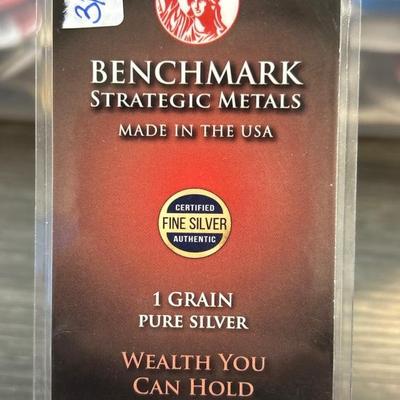 BENCHMARK
STRATEGIC METALS
MADE IN THE USA
CERTIFIED
FINE SILVER
AUTHENTIC
1 GRAIN
PURE SILVER
WEALTH YOU
CAN HOLD